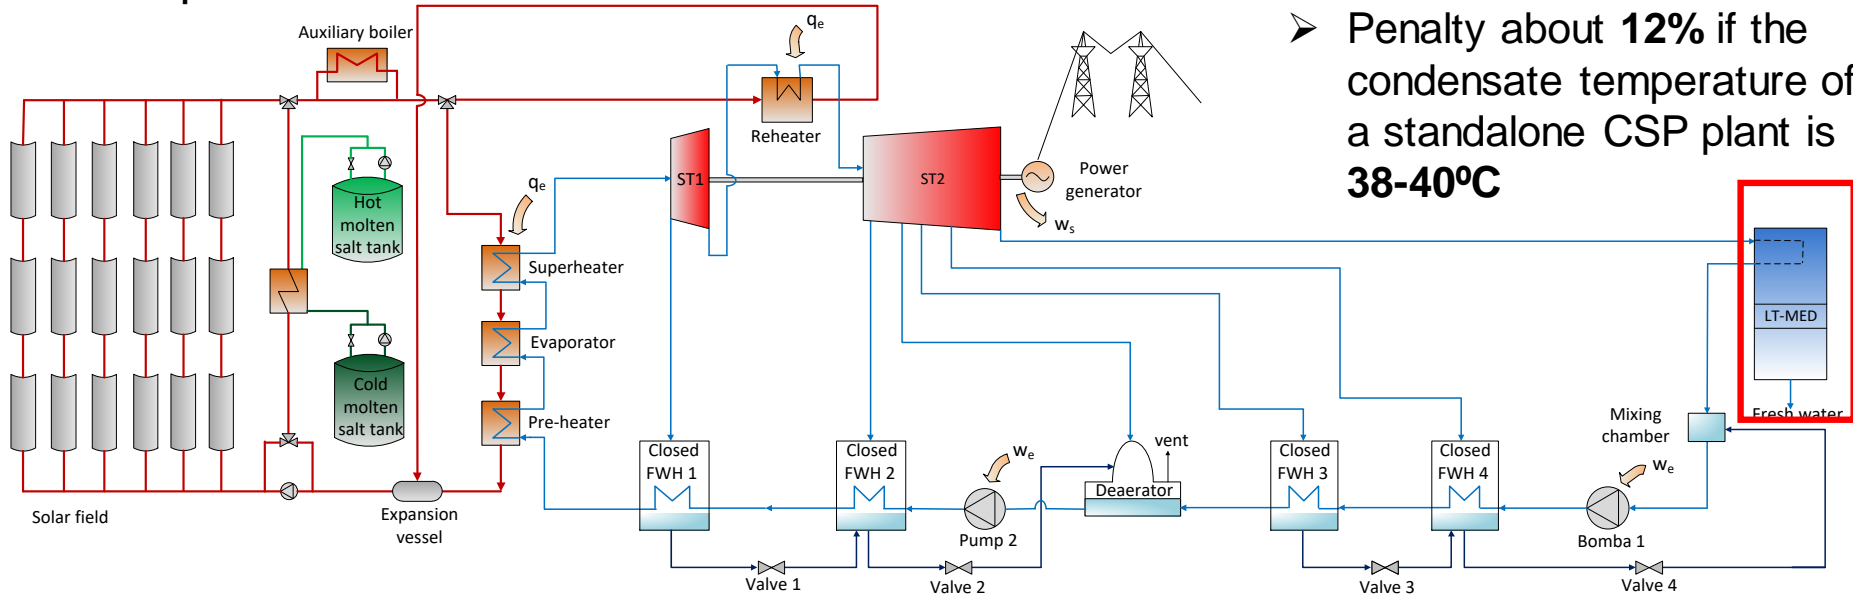 Auxiliary boiler
qe
Reheater
➤ Penalty about 12% if the
condensate temperature of
a standalone CSP plant is
38-40ºC
Hot
molten
salt tank
qe
ST1
ST2
Power
generator
ws
Superheater
LT-MED
Evaporator
Cold
molten
salt tank
Pre-heater
Fresh water
Mixing
chamber
Closed
FWH 1
Closed
FWH 2
we
vent
Deaerator
Closed
FWH 3
Closed
FWH 4
we
Solar field
Expansion
vessel
Pump 2
Bomba 1
Valve 1
Valve 2
Valve 3
Valve 4